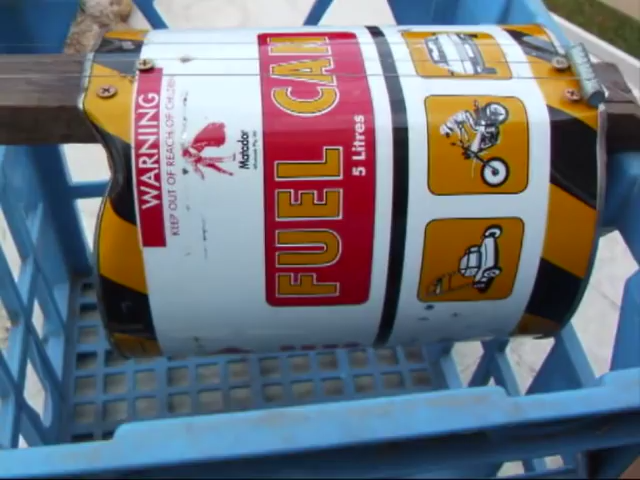 WARNING
KEEP OUT OF REACH OF CHILDREN
Matador
FUEL CAN
5 Litres